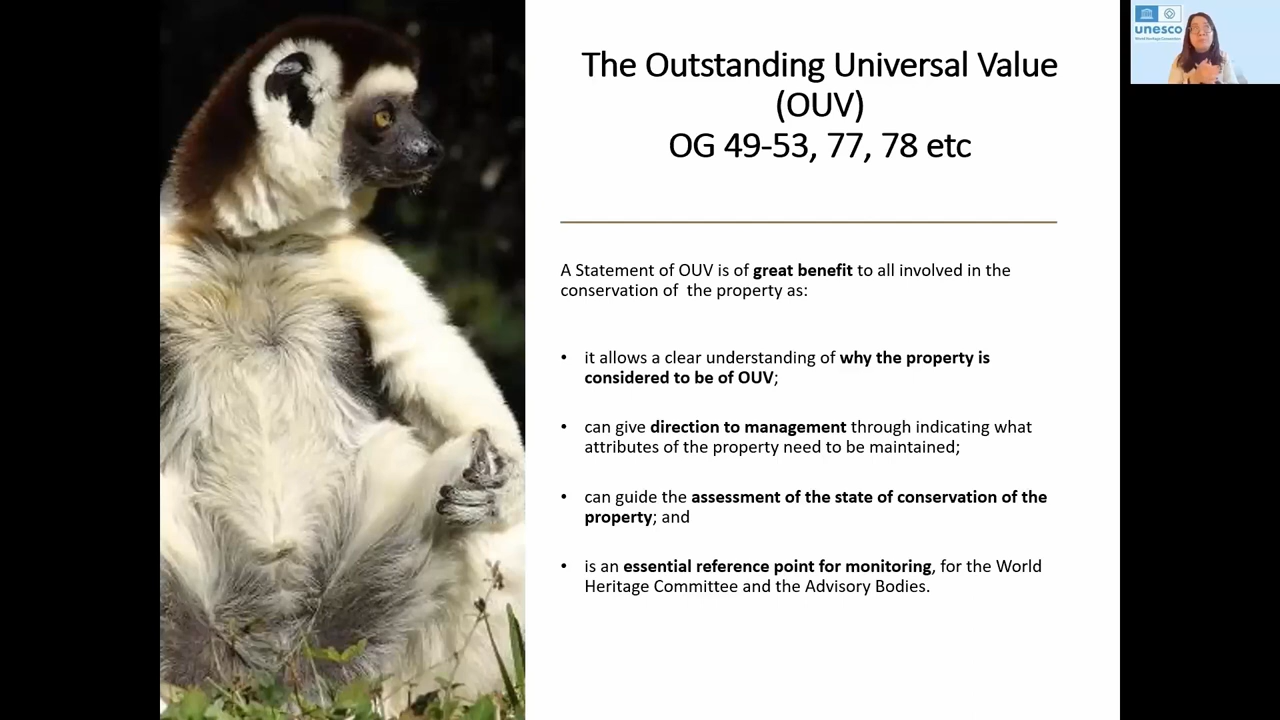 The Outstanding Universal Value
(OUV)
OG 49-53, 77, 78 etc
A Statement of OUV is of great benefit to all involved in the
conservation of the property as:
• it allows a clear understanding of why the property is
considered to be of OUV;
• can give direction to management through indicating what
attributes of the property need to be maintained;
• can guide the assessment of the state of conservation of the
property; and
• is an essential reference point for monitoring, for the World
Heritage Committee and the Advisory Bodies.
unesco
World Heritage Convention